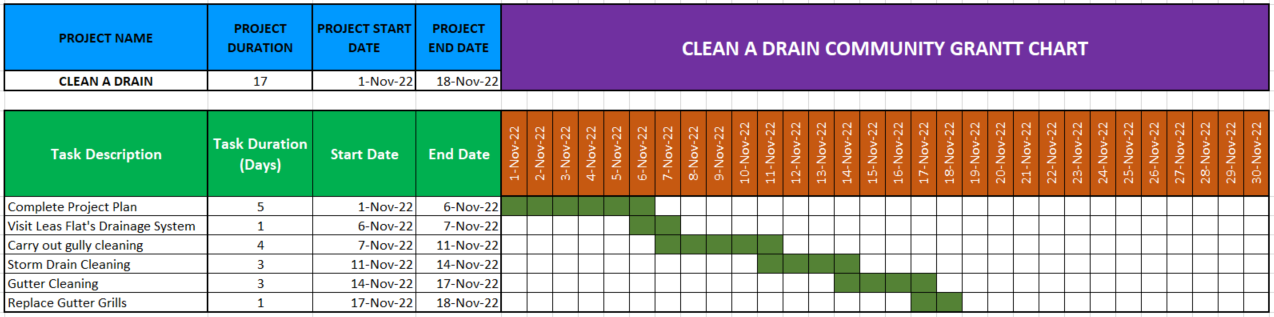 PROJECT NAME PROJECT DURATION PROJECT START DATE PROJECT END DATE CLEAN A DRAIN COMMUNITY GRANTT CHART
CLEAN A DRAIN 17 1-Nov-22 18-Nov-22
Task Description Task Duration (Days) Start Date End Date 1-Nov-22 2-Nov-22 3-Nov-22 4-Nov-22 5-Nov-22 6-Nov-22 7-Nov-22 8-Nov-22 9-Nov-22 10-Nov-22 11-Nov-22 12-Nov-22 13-Nov-22 14-Nov-22 15-Nov-22 16-Nov-22 17-Nov-22 18-Nov-22 19-Nov-22 20-Nov-22 21-Nov-22 22-Nov-22 23-Nov-22 24-Nov-22 25-Nov-22 26-Nov-22 27-Nov-22 28-Nov-22 29-Nov-22 30-Nov-22
Complete Project Plan 5 1-Nov-22 6-Nov-22
Visit Leas Flat's Drainage System 1 6-Nov-22 7-Nov-22
Carry out gully cleaning 4 7-Nov-22 11-Nov-22
Storm Drain Cleaning 3 11-Nov-22 14-Nov-22
Gutter Cleaning 3 14-Nov-22 17-Nov-22
Replace Gutter Grills 1 17-Nov-22 18-Nov-22